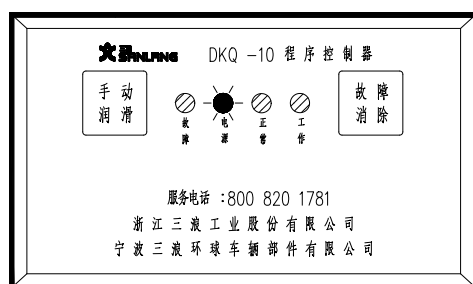 SANLANG DKQ -10 程序控制器
手动
润滑
故障
消除
故障 电源 正常 工作
服务电话 :800 820 1781
浙江三浪工业股份有限公司
宁波三浪环球车辆部件有限公司